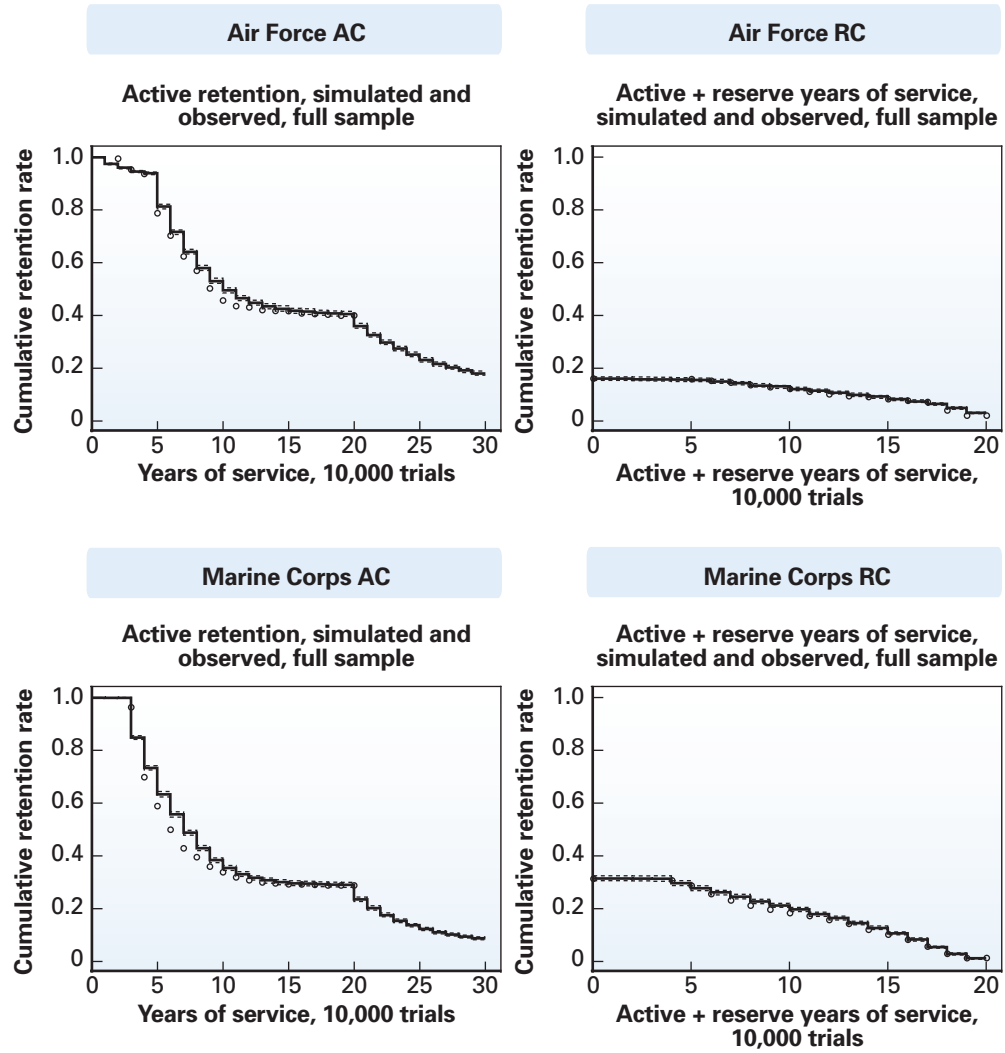 Air Force AC
Air Force RC
Active retention, simulated and
observed, full sample
Active + reserve years of service,
simulated and observed, full sample
Cumulative retention rate
1.0
0.8
0.6
0.4
0.2
0
0 5 10 15 20 25 30
Years of service, 10,000 trials
Cumulative retention rate
1.0
0.8
0.6
0.4
0.2
0
0 5 10 15 20
Active + reserve years of service,
10,000 trials
Marine Corps AC
Marine Corps RC
Active retention, simulated and
observed, full sample
Active + reserve years of service,
simulated and observed, full sample
Cumulative retention rate
1.0
0.8
0.6
0.4
0.2
0
0 5 10 15 20 25 30
Years of service, 10,000 trials
Cumulative retention rate
1.0
0.8
0.6
0.4
0.2
0
0 5 10 15 20
Active + reserve years of service,
10,000 trials